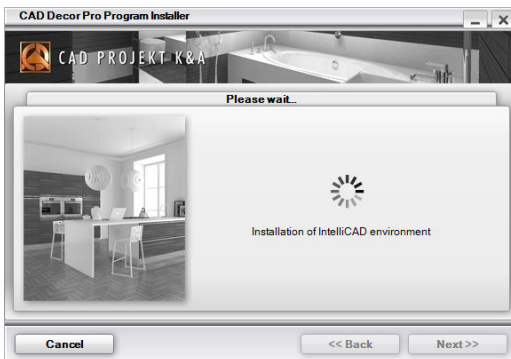 CAD Decor Pro Program Installer
CAD PROJEKT K&A
Please wait...
Installation of IntelliCAD environment
Cancel
<< Back
Next >>